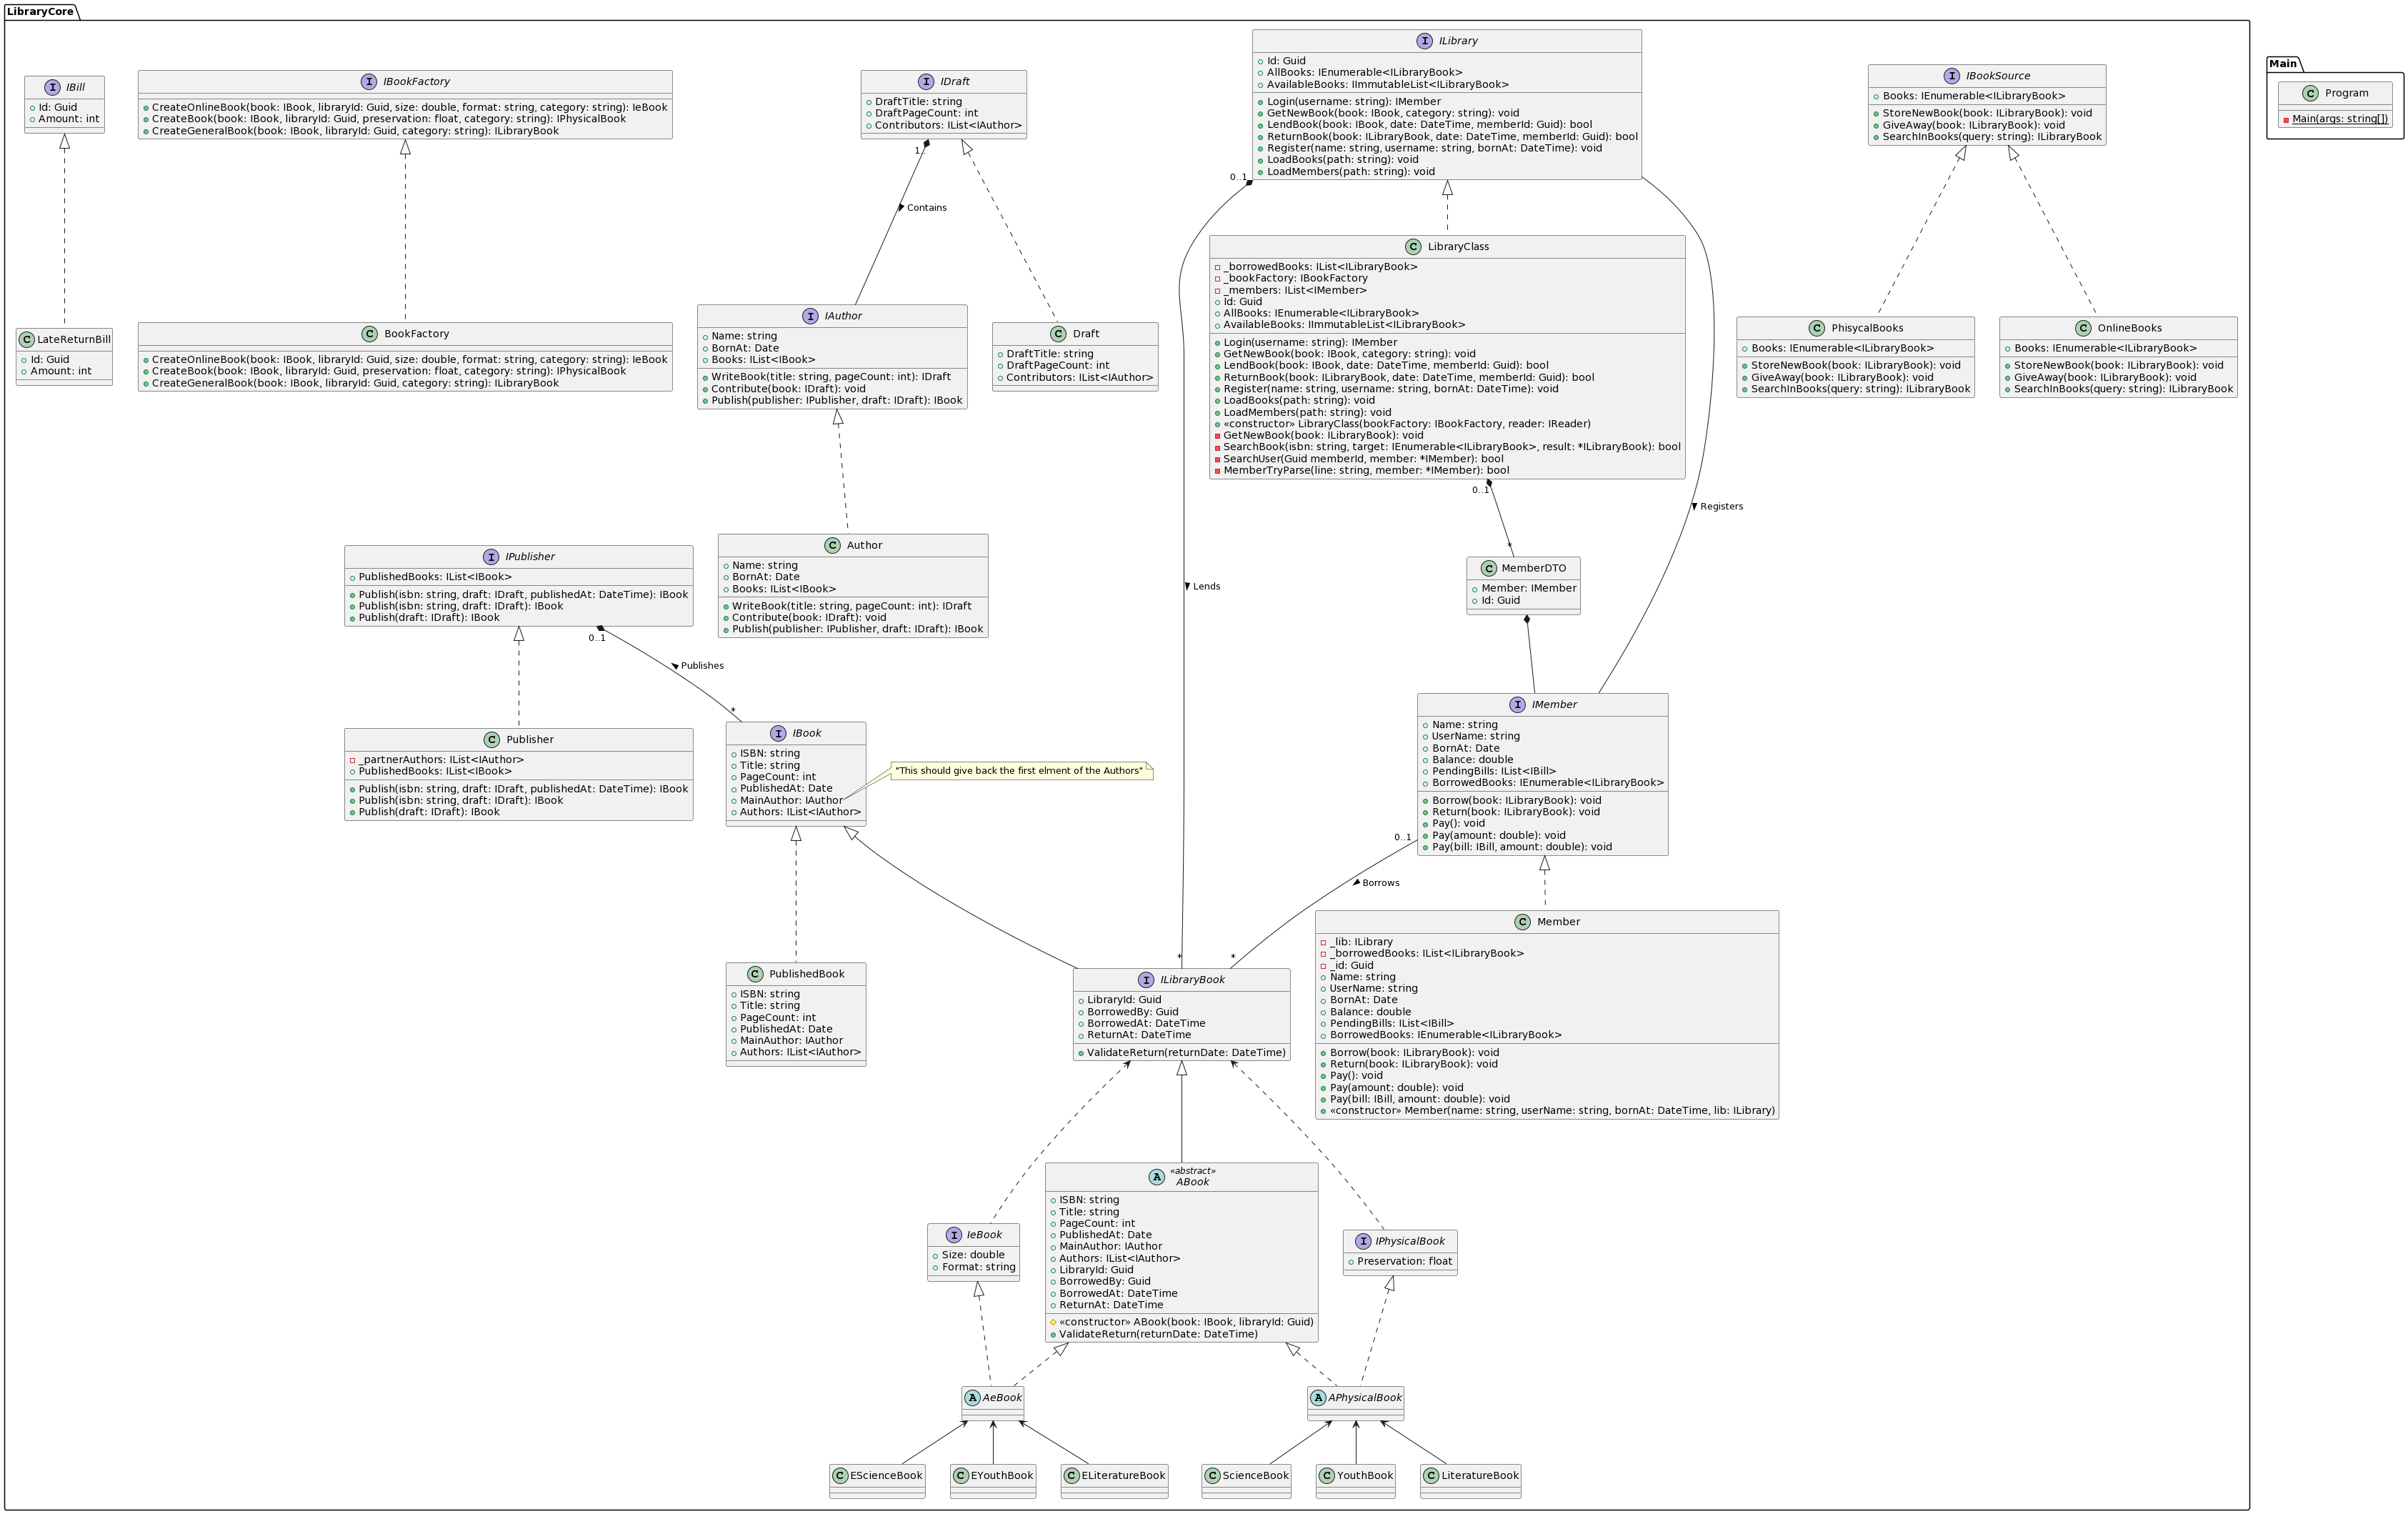 LibraryCore
Main
ILibrary
Id: Guid
AllBooks: IEnumerable<ILibraryBook>
AvailableBooks: IImmutableList<ILibraryBook>
Login(username: string): IMember
GetNewBook(book: IBook, category: string): void
LendBook(book: IBook, date: DateTime, memberId: Guid): bool
ReturnBook(book: ILibraryBook, date: DateTime, memberId: Guid): bool
Register(name: string, username: string, bornAt: DateTime): void
LoadBooks(path: string): void
LoadMembers(path: string): void
IBill
Id: Guid
Amount: int
IBookFactory
CreateOnlineBook(book: IBook, libraryId: Guid, size: double, format: string, category: string): IeBook
CreateBook(book: IBook, libraryId: Guid, preservation: float, category: string): IPhysicalBook
CreateGeneralBook(book: IBook, libraryId: Guid, category: string): ILibraryBook
IDraft
DraftTitle: string
DraftPageCount: int
Contributors: IList<IAuthor>
IBookSource
Books: IEnumerable<ILibraryBook>
StoreNewBook(book: ILibraryBook): void
GiveAway(book: ILibraryBook): void
SearchInBooks(query: string): ILibraryBook
Program
Main(args: string[])
1..
Contains
0..1
LibraryClass
_borrowedBooks: IList<ILibraryBook>
_bookFactory: IBookFactory
_members: IList<IMember>
Id: Guid
AllBooks: IEnumerable<ILibraryBook>
AvailableBooks: IImmutableList<ILibraryBook>
Login(username: string): IMember
GetNewBook(book: IBook, category: string): void
LendBook(book: IBook, date: DateTime, memberId: Guid): bool
ReturnBook(book: ILibraryBook, date: DateTime, memberId: Guid): bool
Register(name: string, username: string, bornAt: DateTime): void
LoadBooks(path: string): void
LoadMembers(path: string): void
«constructor» LibraryClass(bookFactory: IBookFactory, reader: IReader)
GetNewBook(book: ILibraryBook): void
SearchBook(isbn: string, target: IEnumerable<ILibraryBook>, result: *ILibraryBook): bool
SearchUser(Guid memberId, member: *IMember): bool
MemberTryParse(line: string, member: *IMember): bool
LateReturnBill
Id: Guid
Amount: int
BookFactory
CreateOnlineBook(book: IBook, libraryId: Guid, size: double, format: string, category: string): IeBook
CreateBook(book: IBook, libraryId: Guid, preservation: float, category: string): IPhysicalBook
CreateGeneralBook(book: IBook, libraryId: Guid, category: string): ILibraryBook
IAuthor
Name: string
BornAt: Date
Books: IList<IBook>
WriteBook(title: string, pageCount: int): IDraft
Contribute(book: IDraft): void
Publish(publisher: IPublisher, draft: IDraft): IBook
Draft
DraftTitle: string
DraftPageCount: int
Contributors: IList<IAuthor>
PhisycalBooks
Books: IEnumerable<ILibraryBook>
StoreNewBook(book: ILibraryBook): void
GiveAway(book: ILibraryBook): void
SearchInBooks(query: string): ILibraryBook
OnlineBooks
Books: IEnumerable<ILibraryBook>
StoreNewBook(book: ILibraryBook): void
GiveAway(book: ILibraryBook): void
SearchInBooks(query: string): ILibraryBook
0..1
*
Registers
Lends
IPublisher
PublishedBooks: IList<IBook>
Publish(isbn: string, draft: IDraft, publishedAt: DateTime): IBook
Publish(isbn: string, draft: IDraft): IBook
Publish(draft: IDraft): IBook
Author
Name: string
BornAt: Date
Books: IList<IBook>
WriteBook(title: string, pageCount: int): IDraft
Contribute(book: IDraft): void
Publish(publisher: IPublisher, draft: IDraft): IBook
MemberDTO
Member: IMember
Id: Guid
0..1
Publishes
*
Publisher
_partnerAuthors: IList<IAuthor>
PublishedBooks: IList<IBook>
Publish(isbn: string, draft: IDraft, publishedAt: DateTime): IBook
Publish(isbn: string, draft: IDraft): IBook
Publish(draft: IDraft): IBook
IBook
ISBN: string
Title: string
PageCount: int
PublishedAt: Date
MainAuthor: IAuthor
Authors: IList<IAuthor>
"This should give back the first elment of the Authors"
IMember
Name: string
UserName: string
BornAt: Date
Balance: double
PendingBills: IList<IBill>
BorrowedBooks: IEnumerable<ILibraryBook>
Borrow(book: ILibraryBook): void
Return(book: ILibraryBook): void
Pay(): void
Pay(amount: double): void
Pay(bill: IBill, amount: double): void
0..1
Borrows
*
*
PublishedBook
ISBN: string
Title: string
PageCount: int
PublishedAt: Date
MainAuthor: IAuthor
Authors: IList<IAuthor>
ILibraryBook
LibraryId: Guid
BorrowedBy: Guid
BorrowedAt: DateTime
ReturnAt: DateTime
ValidateReturn(returnDate: DateTime)
Member
_lib: ILibrary
_borrowedBooks: IList<ILibraryBook>
_id: Guid
Name: string
UserName: string
BornAt: Date
Balance: double
PendingBills: IList<IBill>
BorrowedBooks: IEnumerable<ILibraryBook>
Borrow(book: ILibraryBook): void
Return(book: ILibraryBook): void
Pay(): void
Pay(amount: double): void
Pay(bill: IBill, amount: double): void
«constructor» Member(name: string, userName: string, bornAt: DateTime, lib: ILibrary)
IeBook
Size: double
Format: string
«abstract»
ABook
ISBN: string
Title: string
PageCount: int
PublishedAt: Date
MainAuthor: IAuthor
Authors: IList<IAuthor>
LibraryId: Guid
BorrowedBy: Guid
BorrowedAt: DateTime
ReturnAt: DateTime
«constructor» ABook(book: IBook, libraryId: Guid)
ValidateReturn(returnDate: DateTime)
IPhysicalBook
Preservation: float
AeBook
APhysicalBook
EScienceBook
EYouthBook
ELiteratureBook
ScienceBook
YouthBook
LiteratureBook